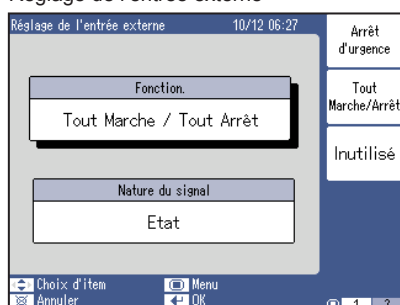 Réglage de l'entrée externe
Réglage de l'entrée externe 10/12 06:27
Fonction.
Tout Marche / Tout Arrêt
Nature du signal
Etat
Arrêt
d'urgence
Tout
Marche/Arrêt
Inutilisé
Choix d'item Menu
Annuler OK
1 2